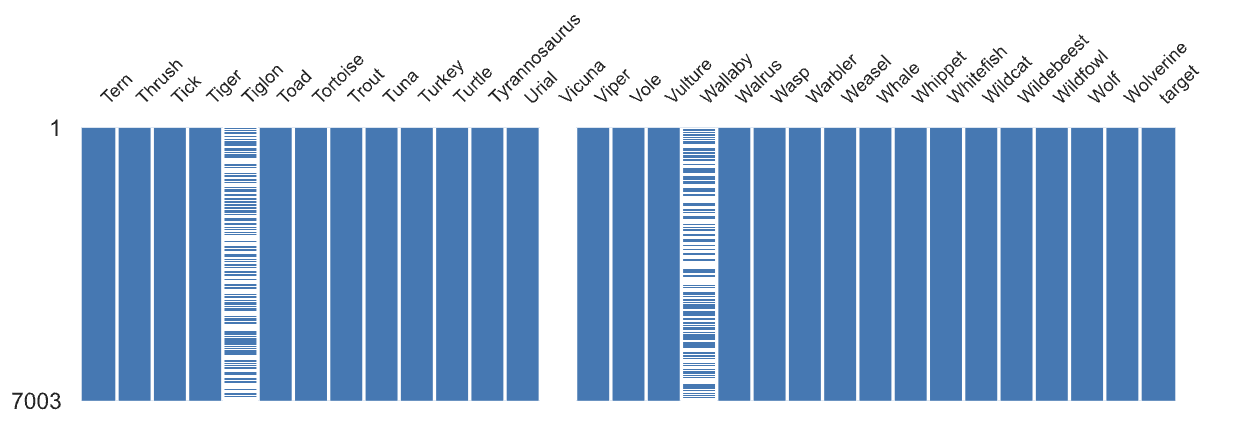 Tern
Thrush
Tick
Tiger
Tiglon
Toad
Tortoise
Trout
Tuna
Turkey
Turtle
Tyrannosaurus
Urial
Vicuna
Viper
Vole
Vulture
Wallaby
Walrus
Wasp
Warbler
Weasel
Whale
Whippet
Whitefish
Wildcat
Wildebeest
Wildfowl
Wolf
Wolverine
target
1
7003